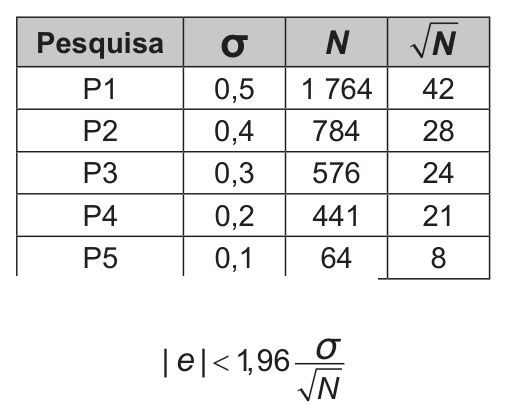 Pesquisa σ N √N
P1 0,5 1 764 42
P2 0,4 784 28
P3 0,3 576 24
P4 0,2 441 21
P5 0,1 64 8
| e | < 1,96 σ/√N